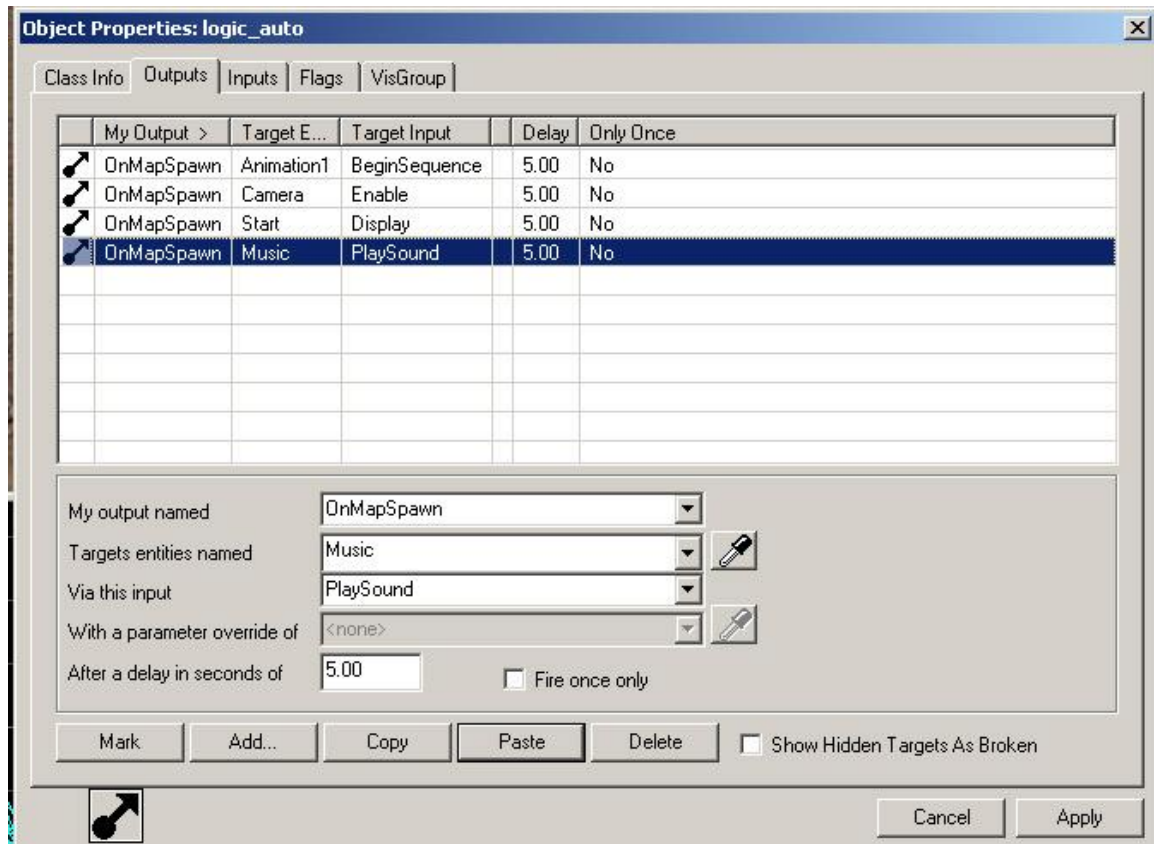 Object Properties: logic_auto
Class Info Outputs Inputs Flags VisGroup
My Output > Target E... Target Input Delay Only Once
OnMapSpawn Animation1 BeginSequence 5.00 No
OnMapSpawn Camera Enable 5.00 No
OnMapSpawn Start Display 5.00 No
OnMapSpawn Music PlaySound 5.00 No
My output named OnMapSpawn
Targets entities named Music
Via this input PlaySound
With a parameter override of <none>
After a delay in seconds of 5.00 Fire once only
Mark Add... Copy Paste Delete Show Hidden Targets As Broken
Cancel Apply